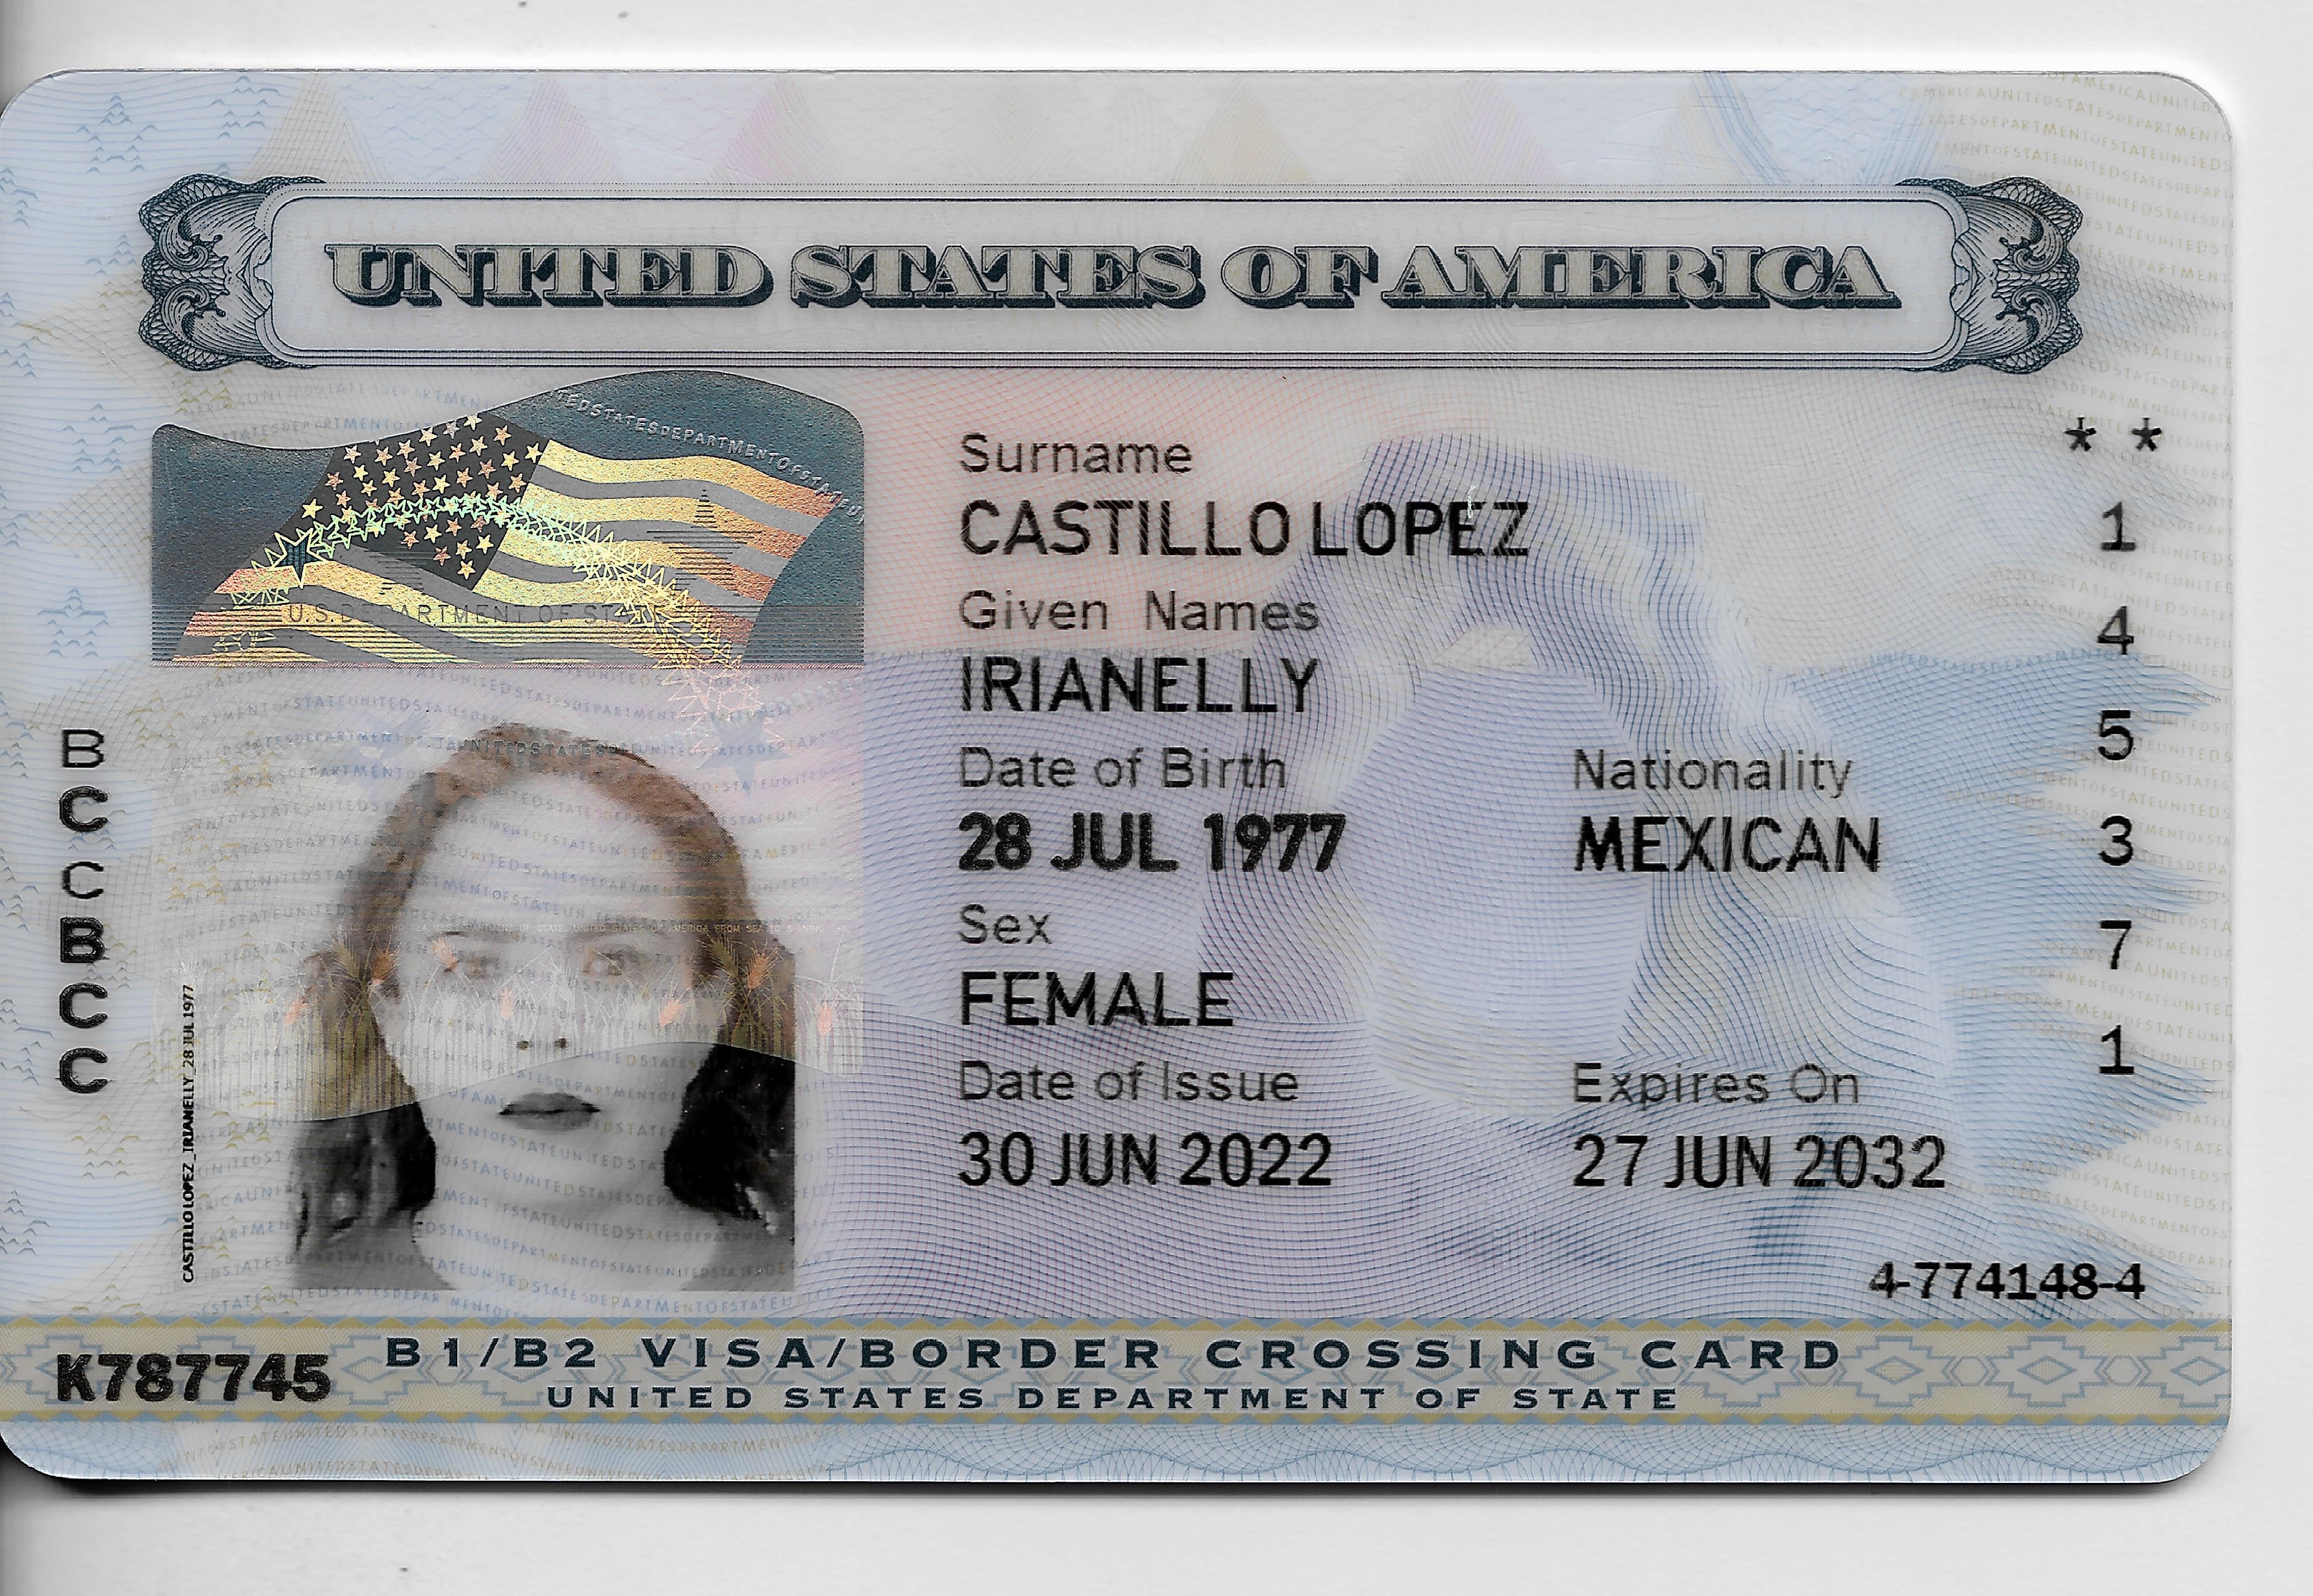 UNITED STATES OF AMERICA
* *
Surname
CASTILLO LOPEZ
1
Given Names
4
IRIANELLY
Date of Birth
Nationality
5
28 JUL 1977
MEXICAN
3
Sex
7
FEMALE
Date of Issue
Expires On
1
30 JUN 2022
27 JUN 2032
4-774148-4
B
C
C
B
C
C
CASTILLO LOPEZ_IRIANELLY_28 JUL 1977
U.S. DEPARTMENT OF STATE
K787745
B1/B2 VISA/BORDER CROSSING CARD
UNITED STATES DEPARTMENT OF STATE